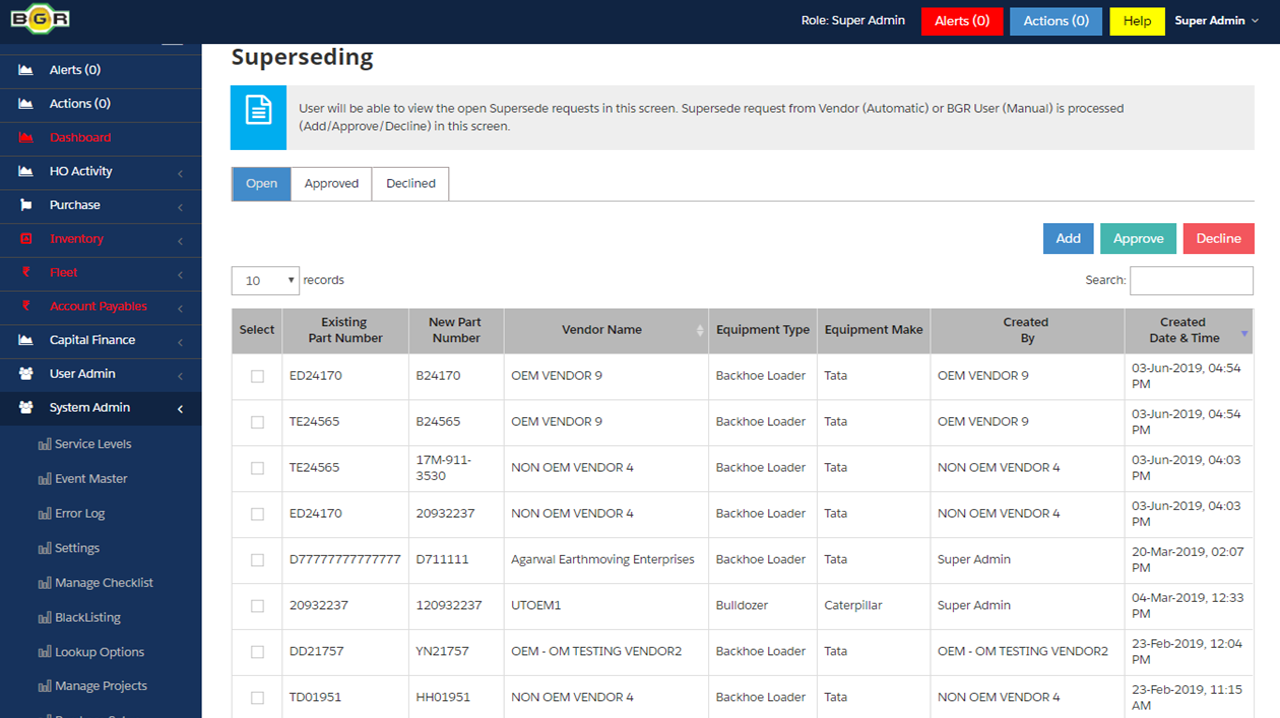 BGR
Role: Super Admin
Alerts (0)
Actions (0)
Help
Super Admin
Alerts (0)
Actions (0)
Dashboard
HO Activity
Purchase
Inventory
Fleet
Account Payables
Capital Finance
User Admin
System Admin
Service Levels
Event Master
Error Log
Settings
Manage Checklist
BlackListing
Lookup Options
Manage Projects
Superseding
User will be able to view the open Supersede requests in this screen. Supersede request from Vendor (Automatic) or BGR User (Manual) is processed
(Add/Approve/Decline) in this screen.
Open
Approved
Declined
Add
Approve
Decline
10 records
Search:
Select
Existing
Part Number
New Part
Number
Vendor Name
Equipment Type
Equipment Make
Created
By
Created
Date & Time
ED24170
B24170
OEM VENDOR 9
Backhoe Loader
Tata
OEM VENDOR 9
03-Jun-2019, 04:54
PM
TE24565
B24565
OEM VENDOR 9
Backhoe Loader
Tata
OEM VENDOR 9
03-Jun-2019, 04:54
PM
TE24565
17M-911-
3530
NON OEM VENDOR 4
Backhoe Loader
Tata
NON OEM VENDOR 4
03-Jun-2019, 04:03
PM
ED24170
20932237
NON OEM VENDOR 4
Backhoe Loader
Tata
NON OEM VENDOR 4
03-Jun-2019, 04:03
PM
D77777777777777
D711111
Agarwal Earthmoving Enterprises
Backhoe Loader
Tata
Super Admin
20-Mar-2019, 02:07
PM
20932237
120932237
UTOEM1
Bulldozer
Caterpillar
Super Admin
04-Mar-2019, 12:33
PM
DD21757
YN21757
OEM - OM TESTING VENDOR2
Backhoe Loader
Tata
OEM - OM TESTING VENDOR2
23-Feb-2019, 12:04
PM
TD01951
HH01951
NON OEM VENDOR 4
Backhoe Loader
Tata
NON OEM VENDOR 4
23-Feb-2019, 11:15
AM